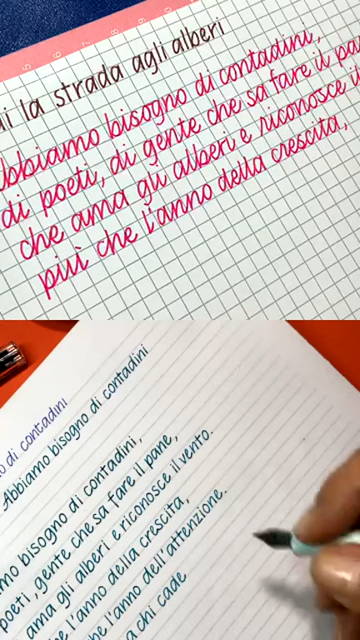 la strada agli alberi
Abbiamo bisogno di contadini,
di poeti, di gente che sa fare il
che ama gli alberi e riconosce il
più che l'anno della crescita,
di contadini
Abbiamo bisogno di contadini
bisogno di contadini,
poeti, gente che sa fare il pane,
ama gli alberi e riconosce il vento.
l'anno della crescita,
l'anno dell'attenzione.
a chi cade